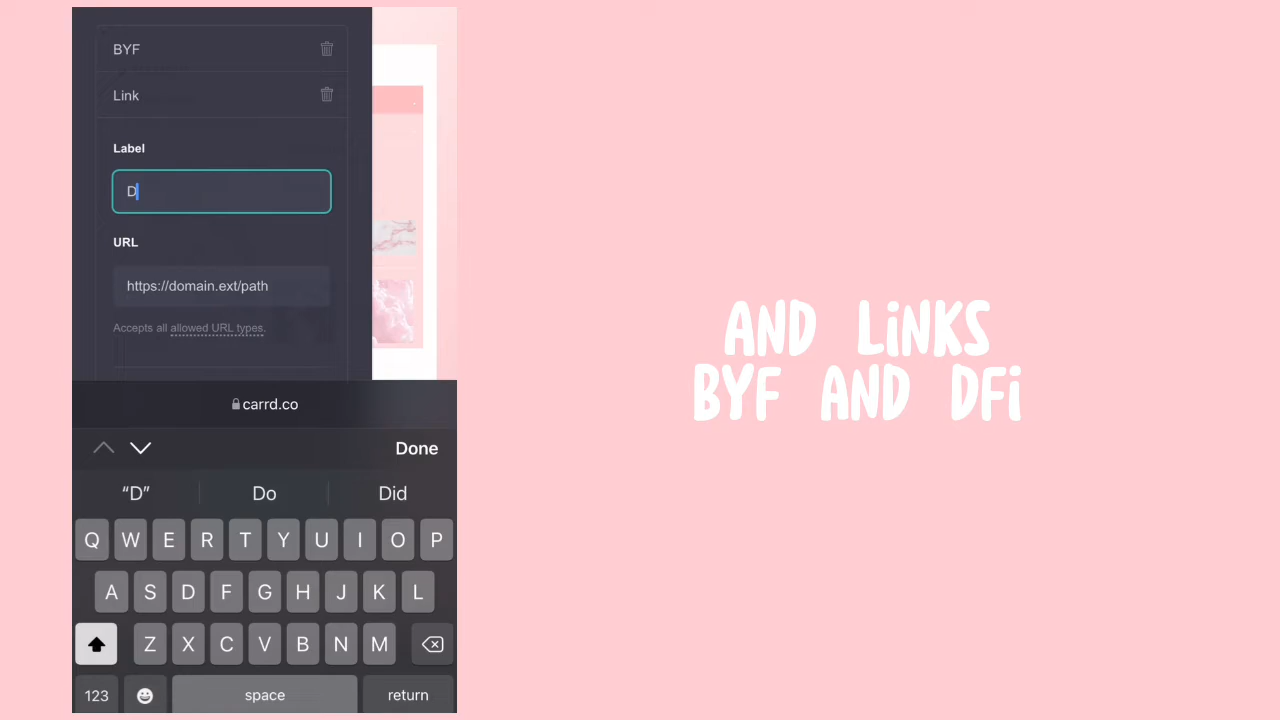 BYF
Link
Label
D
URL
https://domain.ext/path
Accepts all allowed URL types.
carrd.co
Done
“D” Do Did
Q W E R T Y U I O P
A S D F G H J K L
Z X C V B N M
123 space return
AND LiNKS
BYF AND DFi